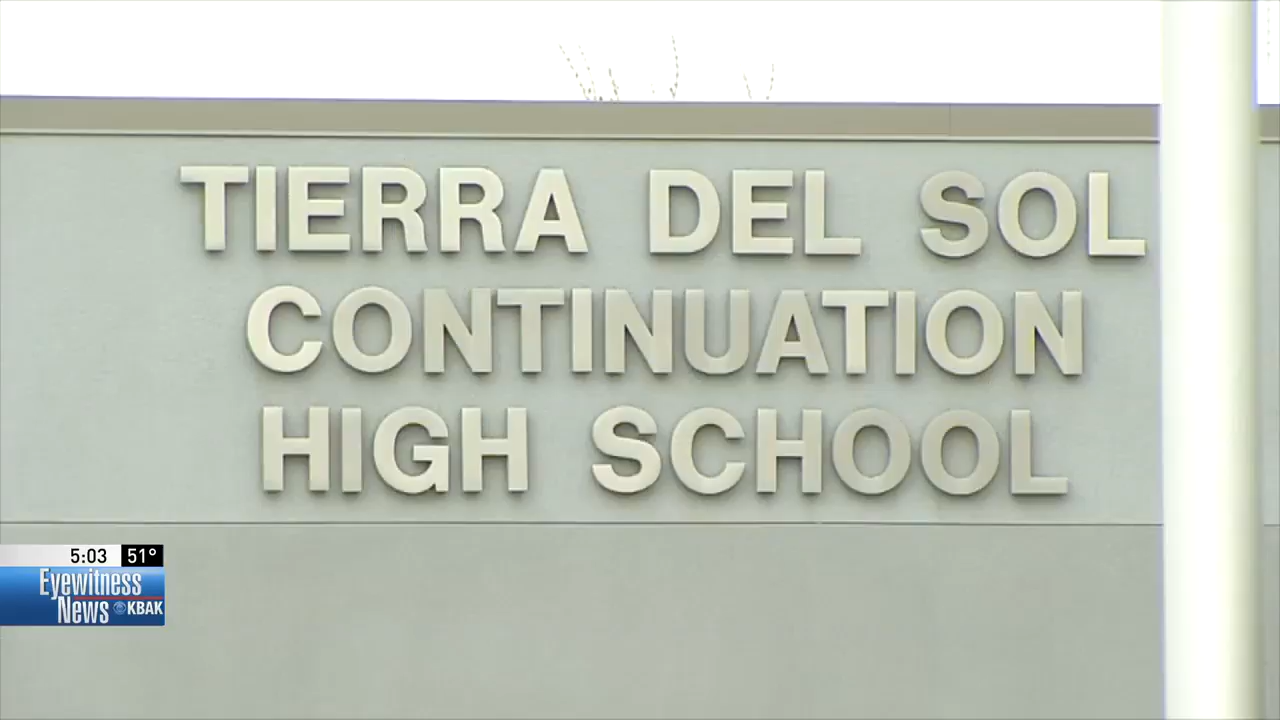 TIERRA DEL SOL
CONTINUATION
HIGH SCHOOL
5:03 51°
Eyewitness
News KBAK